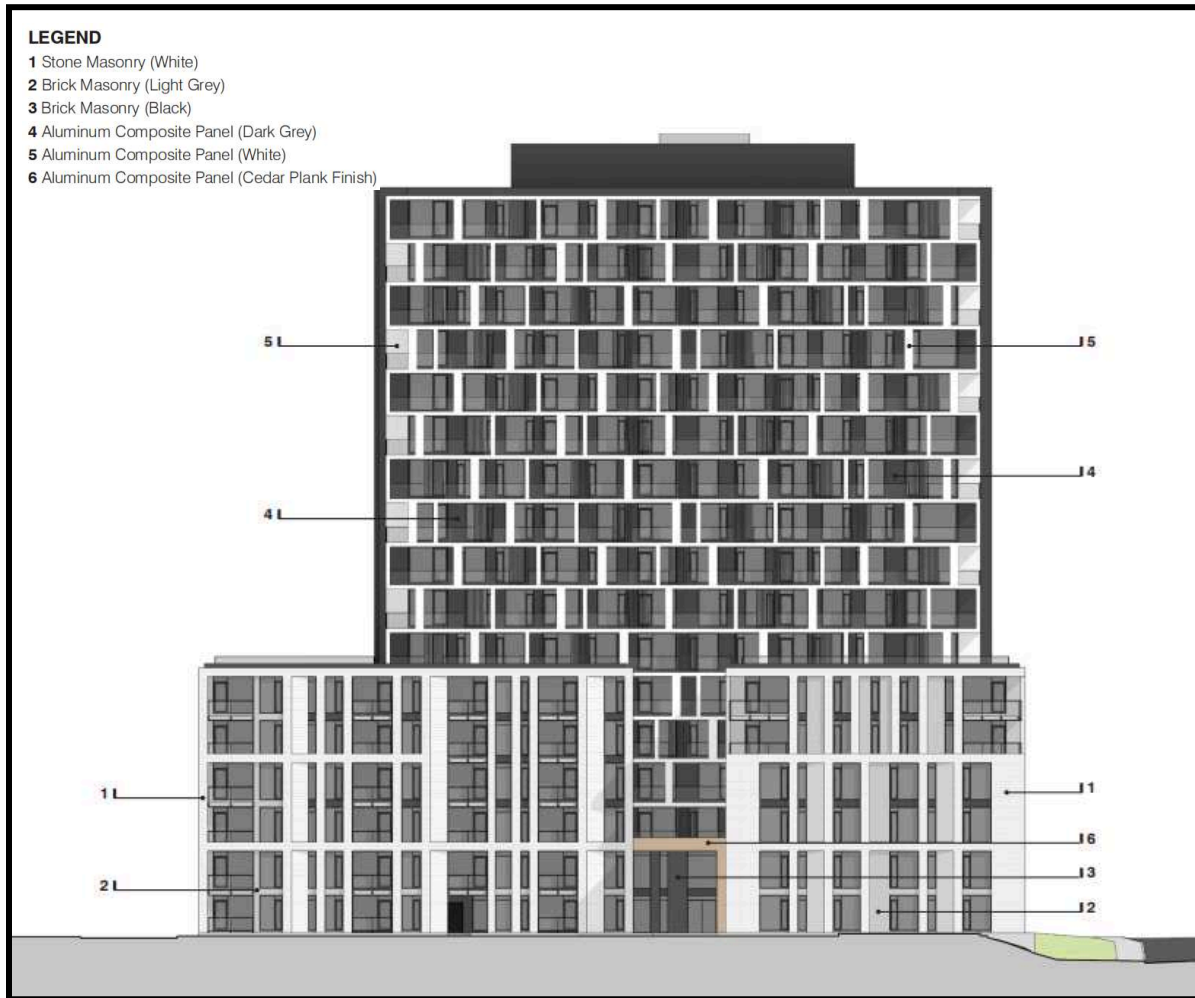 LEGEND
1 Stone Masonry (White)
2 Brick Masonry (Light Grey)
3 Brick Masonry (Black)
4 Aluminum Composite Panel (Dark Grey)
5 Aluminum Composite Panel (White)
6 Aluminum Composite Panel (Cedar Plank Finish)
5
5
4
4
1
1
6
3
2
2